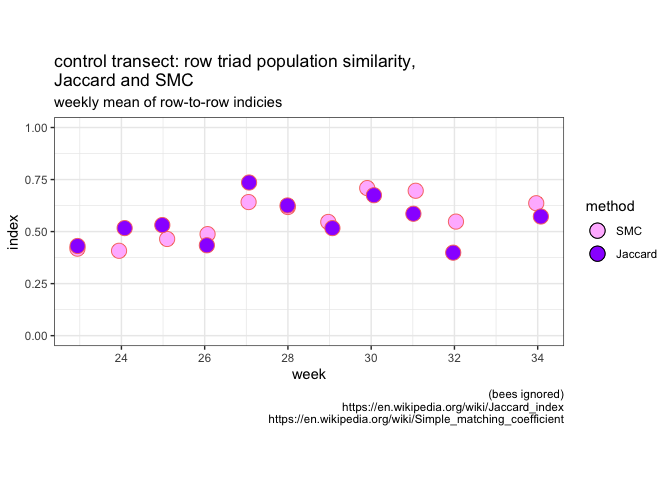 control transect: row triad population similarity,
Jaccard and SMC
weekly mean of row-to-row indicies
1.00
0.75
0.50
0.25
0.00
index
24
26
28
30
32
34
week
method
SMC
Jaccard
(bees ignored)
https://en.wikipedia.org/wiki/Jaccard_index
https://en.wikipedia.org/wiki/Simple_matching_coefficient